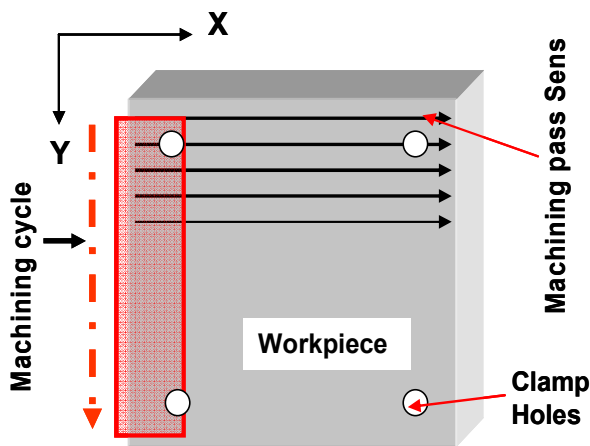 X
Y
Machining cycle
Machining pass Sens
Workpiece
Clamp
Holes